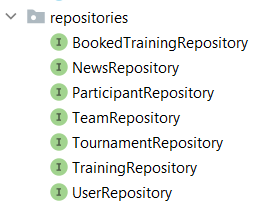 repositories
I BookedTrainingRepository
I NewsRepository
I ParticipantRepository
I TeamRepository
I TournamentRepository
I TrainingRepository
I UserRepository